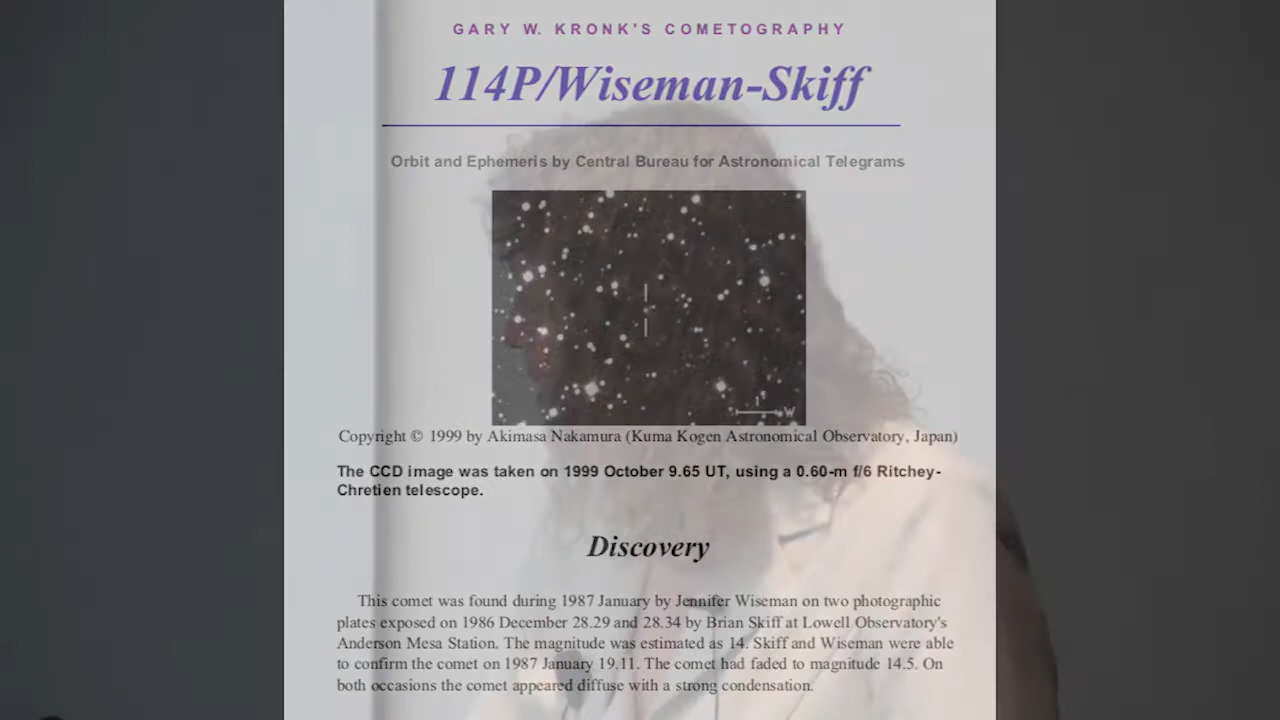 GARY W. KRONK'S COMETOGRAPHY
114P/Wiseman-Skiff
Orbit and Ephemeris by Central Bureau for Astronomical Telegrams
1'
W
Copyright © 1999 by Akimasa Nakamura (Kuma Kogen Astronomical Observatory, Japan)
The CCD image was taken on 1999 October 9.65 UT, using a 0.60-m f/6 Ritchey-
Chretien telescope.
Discovery
This comet was found during 1987 January by Jennifer Wiseman on two photographic
plates exposed on 1986 December 28.29 and 28.34 by Brian Skiff at Lowell Observatory's
Anderson Mesa Station. The magnitude was estimated as 14. Skiff and Wiseman were able
to confirm the comet on 1987 January 19.11. The comet had faded to magnitude 14.5. On
both occasions the comet appeared diffuse with a strong condensation.